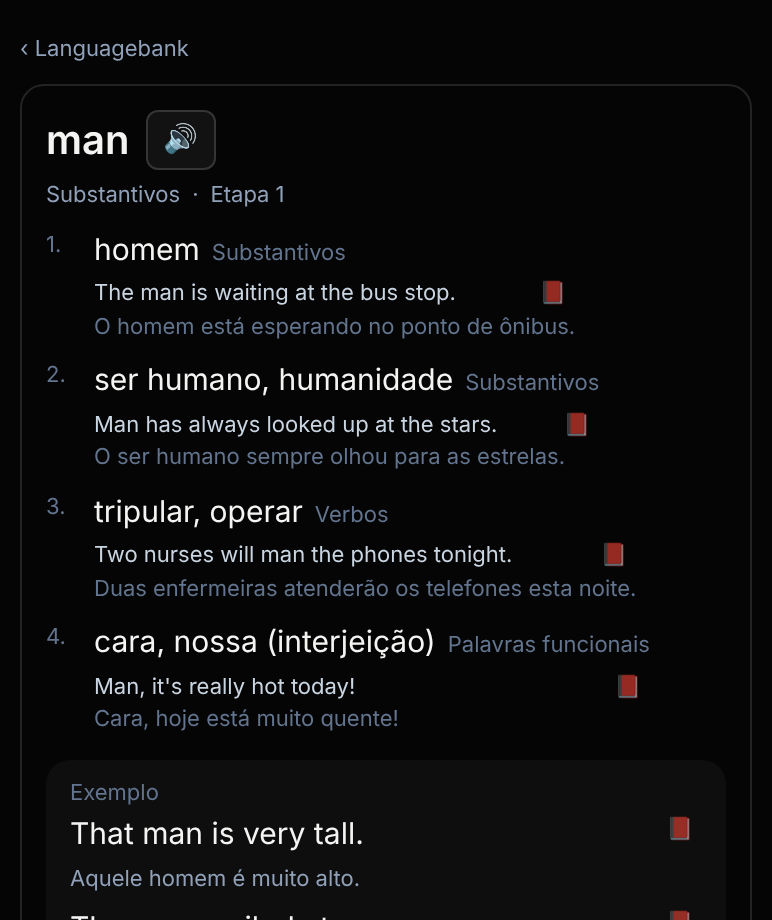 ‹ Languagebank
man
Substantivos · Etapa 1
1. homem Substantivos
The man is waiting at the bus stop.
O homem está esperando no ponto de ônibus.
2. ser humano, humanidade Substantivos
Man has always looked up at the stars.
O ser humano sempre olhou para as estrelas.
3. tripular, operar Verbos
Two nurses will man the phones tonight.
Duas enfermeiras atenderão os telefones esta noite.
4. cara, nossa (interjeição) Palavras funcionais
Man, it's really hot today!
Cara, hoje está muito quente!
Exemplo
That man is very tall.
Aquele homem é muito alto.